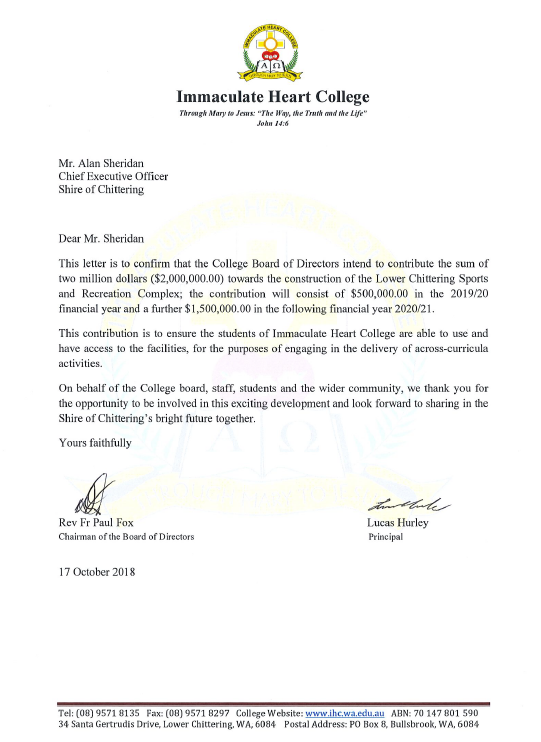 IMMACULATE HEART COLLEGE
A Ω
Immaculate Heart College
Through Mary to Jesus: "The Way, the Truth and the Life"
John 14:6
Mr. Alan Sheridan
Chief Executive Officer
Shire of Chittering
Dear Mr. Sheridan
This letter is to confirm that the College Board of Directors intend to contribute the sum of
two million dollars ($2,000,000.00) towards the construction of the Lower Chittering Sports
and Recreation Complex; the contribution will consist of $500,000.00 in the 2019/20
financial year and a further $1,500,000.00 in the following financial year 2020/21.
This contribution is to ensure the students of Immaculate Heart College are able to use and
have access to the facilities, for the purposes of engaging in the delivery of across-curricula
activities.
On behalf of the College board, staff, students and the wider community, we thank you for
the opportunity to be involved in this exciting development and look forward to sharing in the
Shire of Chittering's bright future together.
Yours faithfully
Rev Fr Paul Fox
Chairman of the Board of Directors
Lucas Hurley
Principal
17 October 2018
Tel: (08) 9571 8135 Fax: (08) 9571 8297 College Website: www.ihc.wa.edu.au ABN: 70 147 801 590
34 Santa Gertrudis Drive, Lower Chittering, WA, 6084 Postal Address: PO Box 8, Bullsbrook, WA, 6084